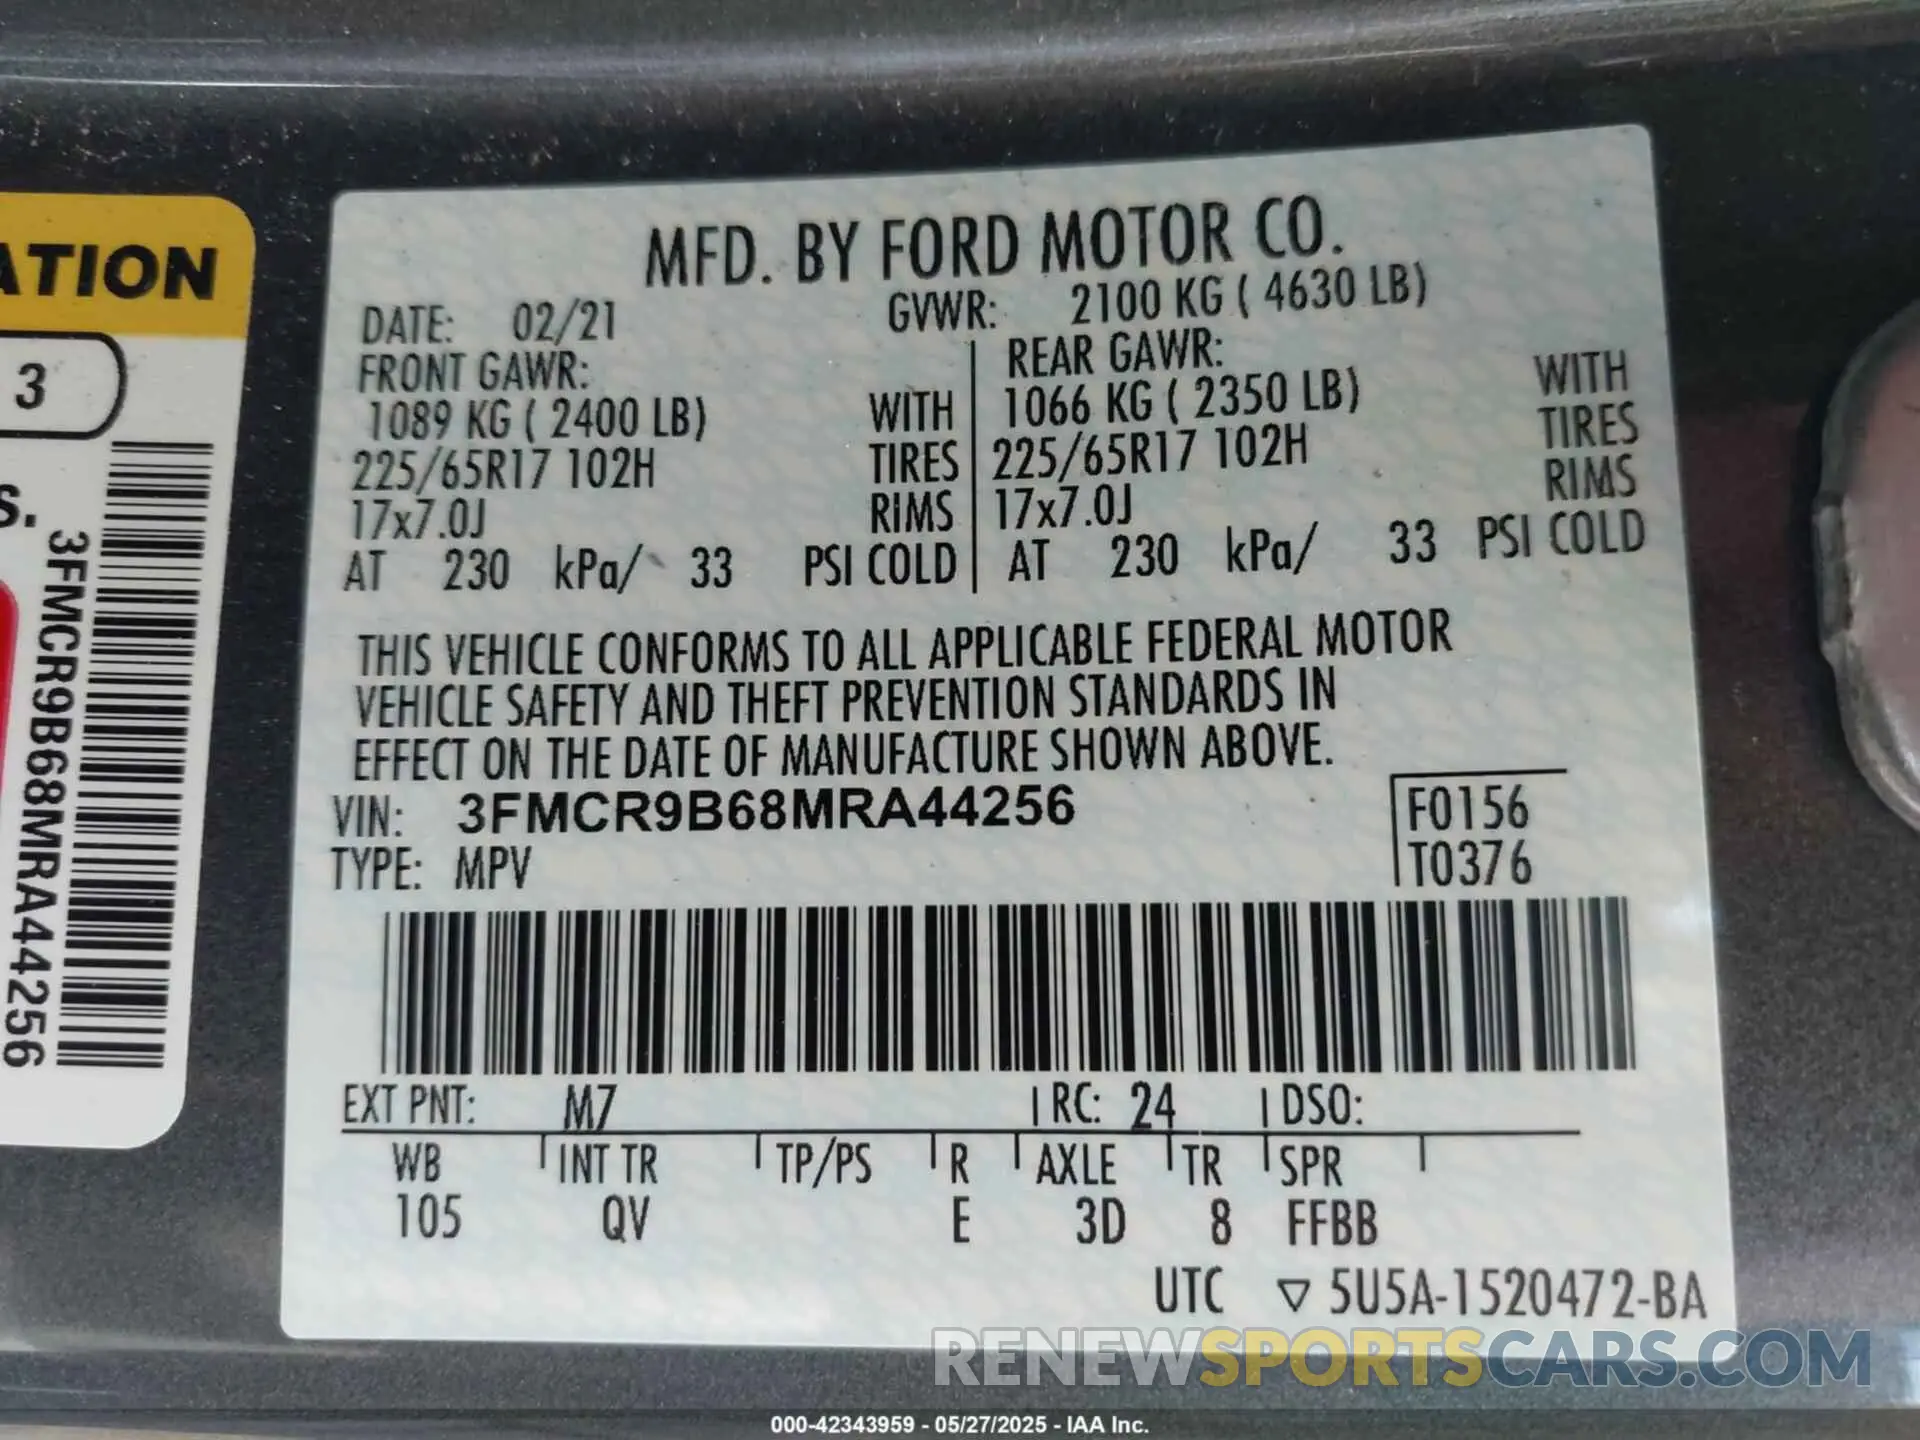 ATION
3
S.
3FMCR9B68MRA44256
MFD. BY FORD MOTOR CO.
DATE: 02/21 GVWR: 2100 KG ( 4630 LB)
FRONT GAWR: REAR GAWR:
1089 KG ( 2400 LB) WITH 1066 KG ( 2350 LB) WITH
225/65R17 102H TIRES 225/65R17 102H TIRES
17x7.0J RIMS 17x7.0J RIMS
AT 230 kPa/ 33 PSI COLD AT 230 kPa/ 33 PSI COLD
THIS VEHICLE CONFORMS TO ALL APPLICABLE FEDERAL MOTOR
VEHICLE SAFETY AND THEFT PREVENTION STANDARDS IN
EFFECT ON THE DATE OF MANUFACTURE SHOWN ABOVE.
VIN: 3FMCR9B68MRA44256 F0156
TYPE: MPV T0376
EXT PNT: M7 RC: 24 DSO:
WB INT TR TP/PS R AXLE TR SPR
105 QV E 3D 8 FFBB
UTC ▽ 5U5A-1520472-BA
RENEWSPORTSCARS.COM
000-42343959 - 05/27/2025 - IAA Inc.